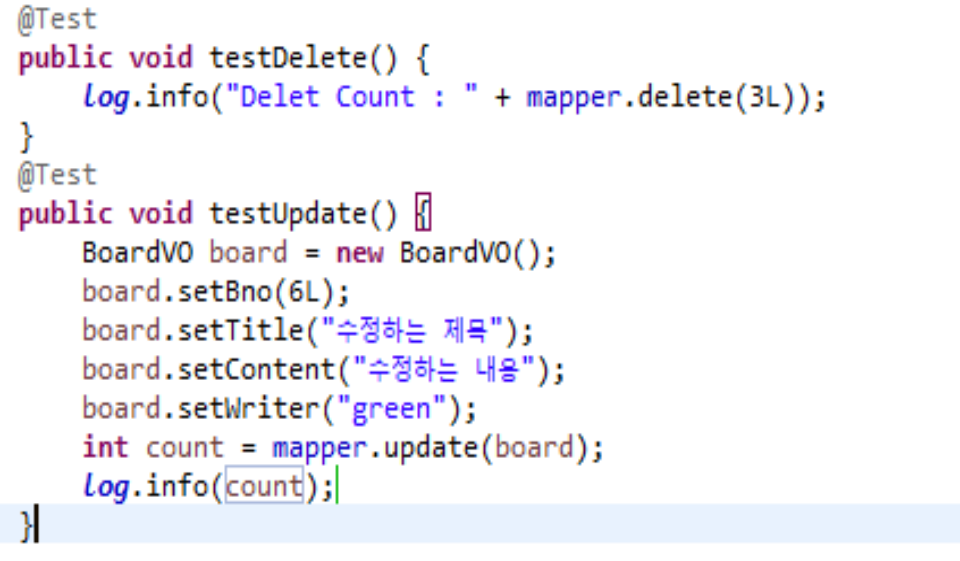 @Test
public void testDelete() {
    log.info("Delet Count : " + mapper.delete(3L));
}
@Test
public void testUpdate() {
    BoardVO board = new BoardVO();
    board.setBno(6L);
    board.setTitle("수정하는 제목");
    board.setContent("수정하는 내용");
    board.setWriter("green");
    int count = mapper.update(board);
    log.info(count);
}